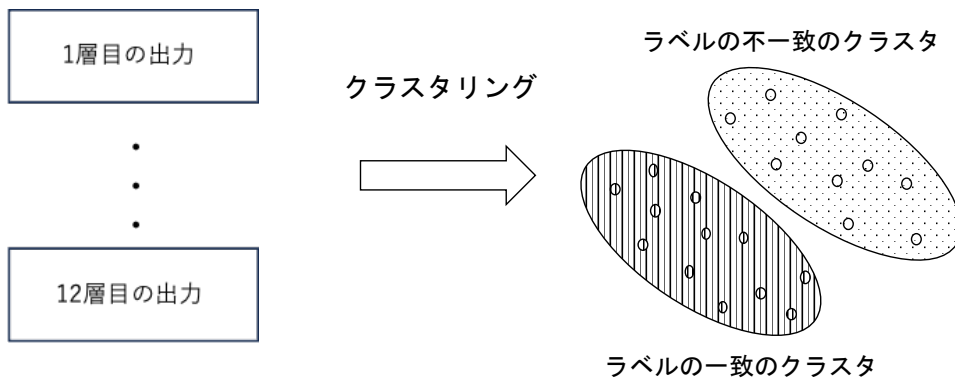 1層目の出力
12層目の出力
クラスタリング
ラベルの不一致のクラスタ
ラベルの一致のクラスタ